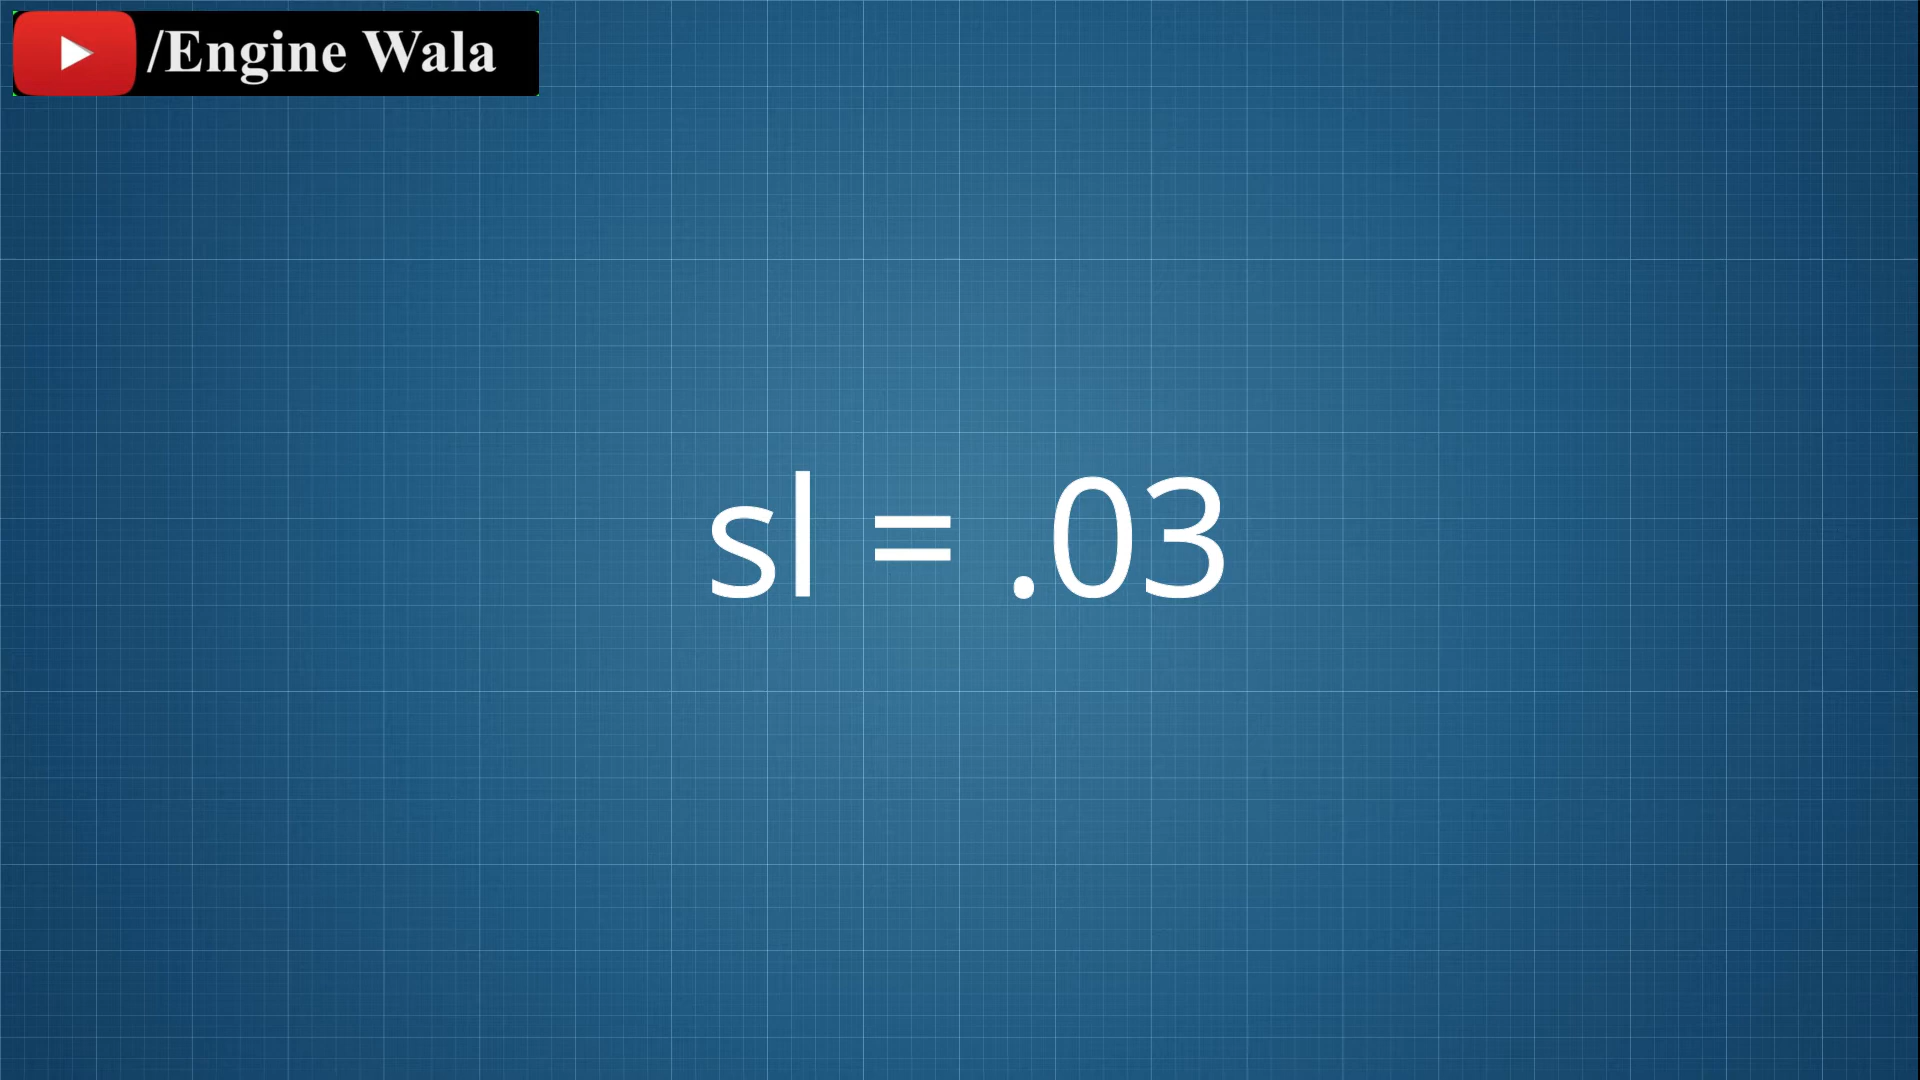 /Engine Wala
sl = .03